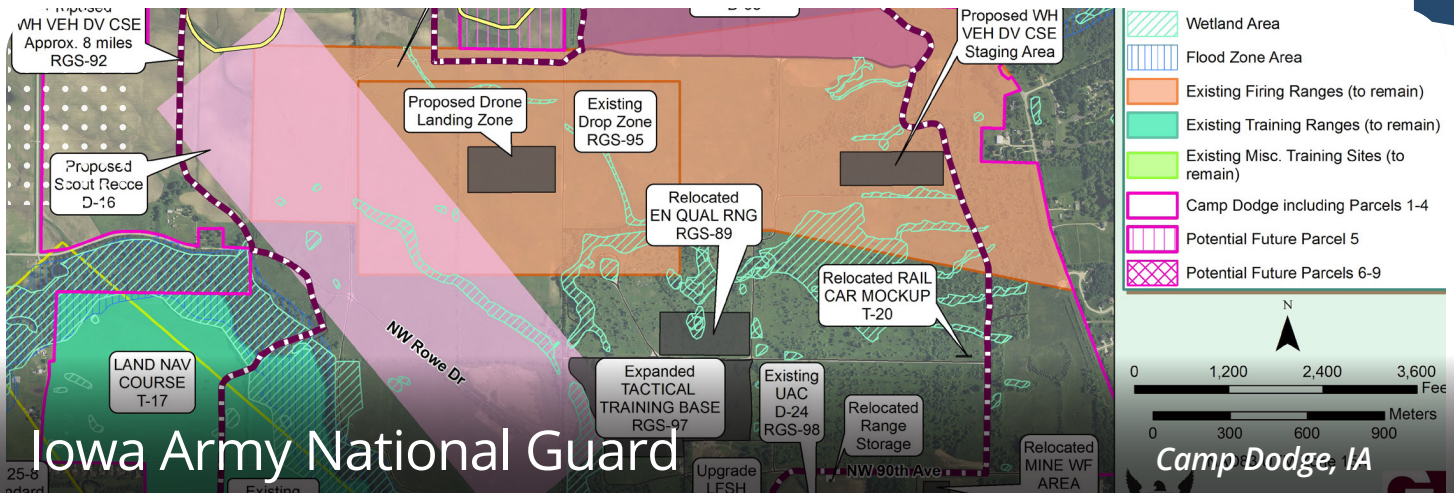 WH VEH DV CSE
Approx. 8 miles
RGS-92
Proposed WH
VEH DV CSE
Staging Area
Proposed Drone
Landing Zone
Existing
Drop Zone
RGS-95
Proposed
Scout Recce
D-16
Relocated
EN QUAL RNG
RGS-89
Relocated RAIL
CAR MOCKUP
T-20
NW Rowe Dr
LAND NAV
COURSE
T-17
Expanded
TACTICAL
TRAINING BASE
RGS-97
Existing
UAC
D-24
RGS-98
Relocated
Range
Storage
Relocated
MINE WF
AREA
NW 90th Ave
Upgrade
LFSH
25-8
Existing
Iowa Army National Guard
Wetland Area
Flood Zone Area
Existing Firing Ranges (to remain)
Existing Training Ranges (to remain)
Existing Misc. Training Sites (to
remain)
Camp Dodge including Parcels 1-4
Potential Future Parcel 5
Potential Future Parcels 6-9
N
0 1,200 2,400 3,600
Fee
Meters
0 300 600 900
Camp Dodge, IA